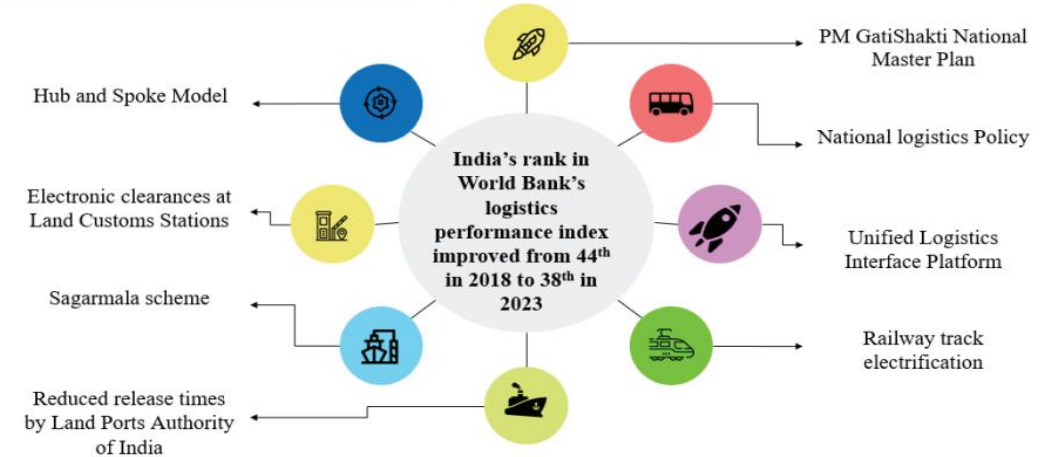 PM GatiShakti National
Master Plan
Hub and Spoke Model
National logistics Policy
India's rank in
World Bank's
logistics
performance index
improved from 44th
in 2018 to 38th in
2023
Electronic clearances at
Land Customs Stations
Unified Logistics
Interface Platform
Sagarmala scheme
Railway track
electrification
Reduced release times
by Land Ports Authority
of India